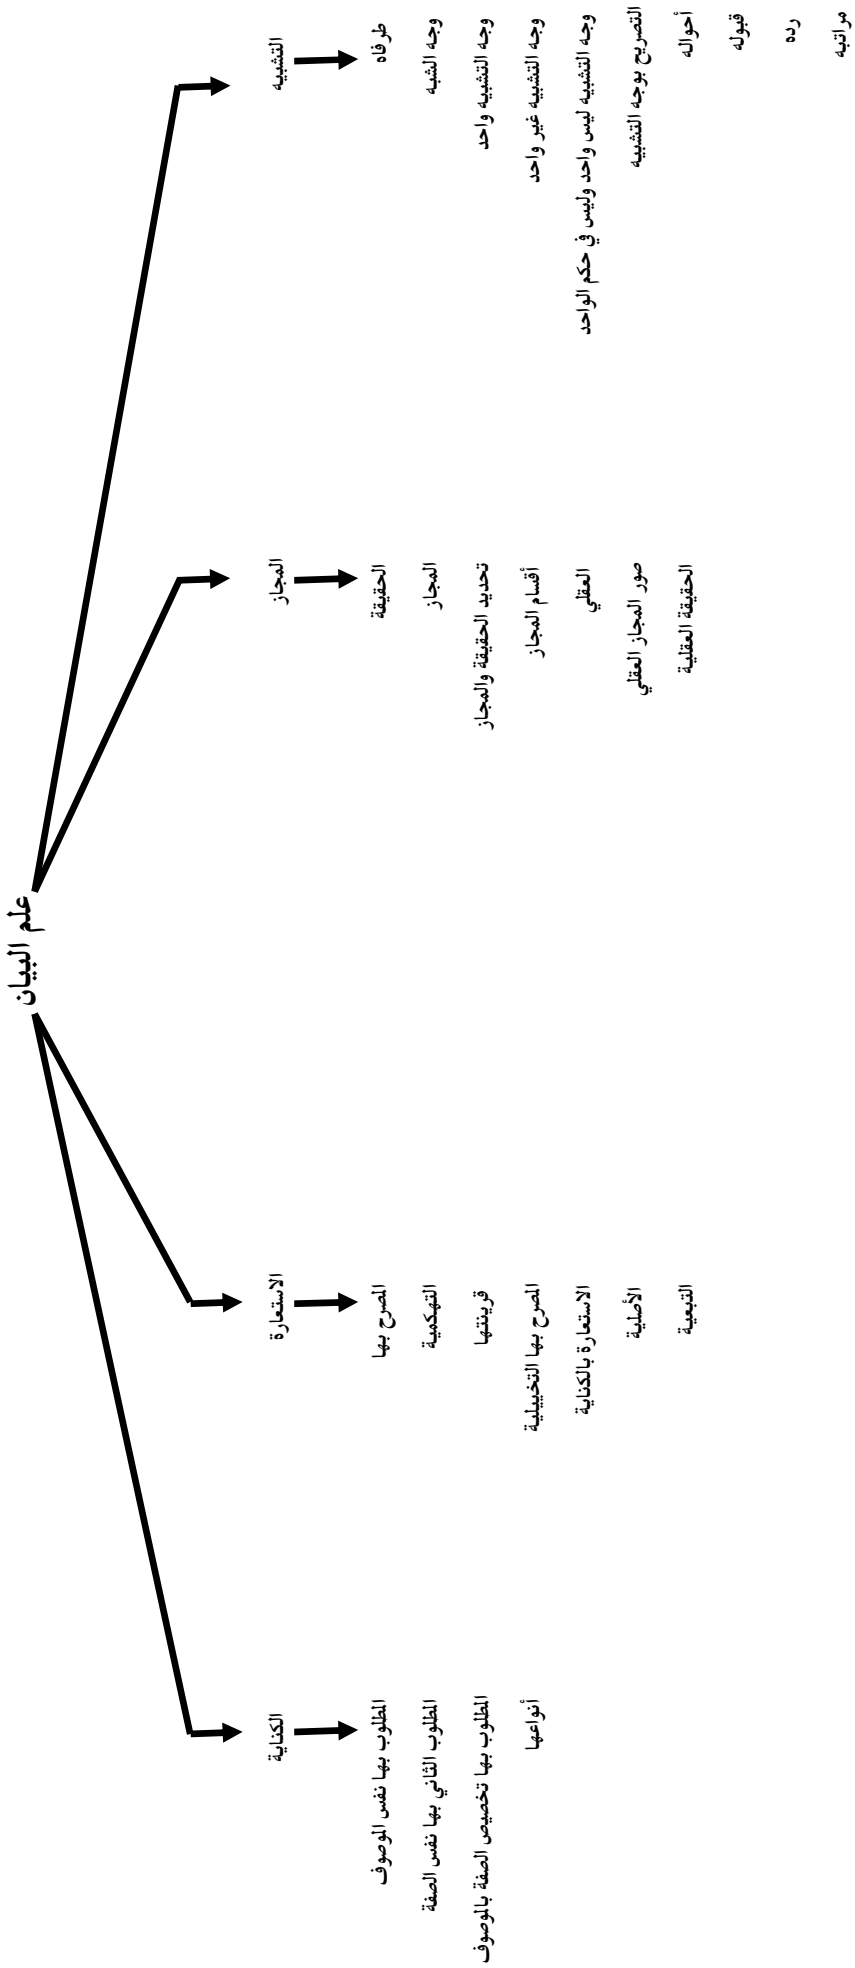 علم البيان
التشبيه
طرفاه
وجه الشبه
وجه التشبيه واحد
وجه التشبيه غير واحد
وجه التشبيه ليس واحد وليس في حكم الواحد
التصريح بوجه التشبيه
أحواله
قبوله
رده
مراتبه
المجاز
الحقيقة
المجاز
تحديد الحقيقة والمجاز
أقسام المجاز
العقلي
صور المجاز العقلي
الحقيقة العقلية
الاستعارة
المصرح بها
التهكمية
قرينتها
المصرح بها التخييلية
الاستعارة بالكناية
الأصلية
التبعية
الكناية
المطلوب بها نفس الموصوف
المطلوب الثاني بها نفس الصفة
المطلوب بها تخصيص الصفة بالموصوف
أنواعها